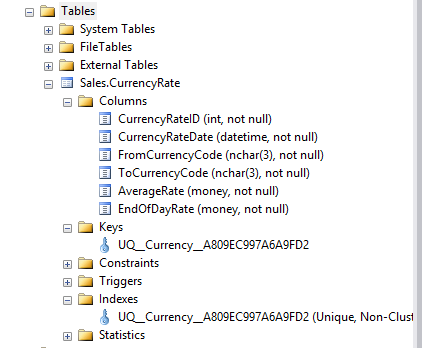 Tables
System Tables
FileTables
External Tables
Sales.CurrencyRate
Columns
CurrencyRateID (int, not null)
CurrencyRateDate (datetime, not null)
FromCurrencyCode (nchar(3), not null)
ToCurrencyCode (nchar(3), not null)
AverageRate (money, not null)
EndOfDayRate (money, not null)
Keys
UQ__Currency__A809EC997A6A9FD2
Constraints
Triggers
Indexes
UQ__Currency__A809EC997A6A9FD2 (Unique, Non-Clust
Statistics